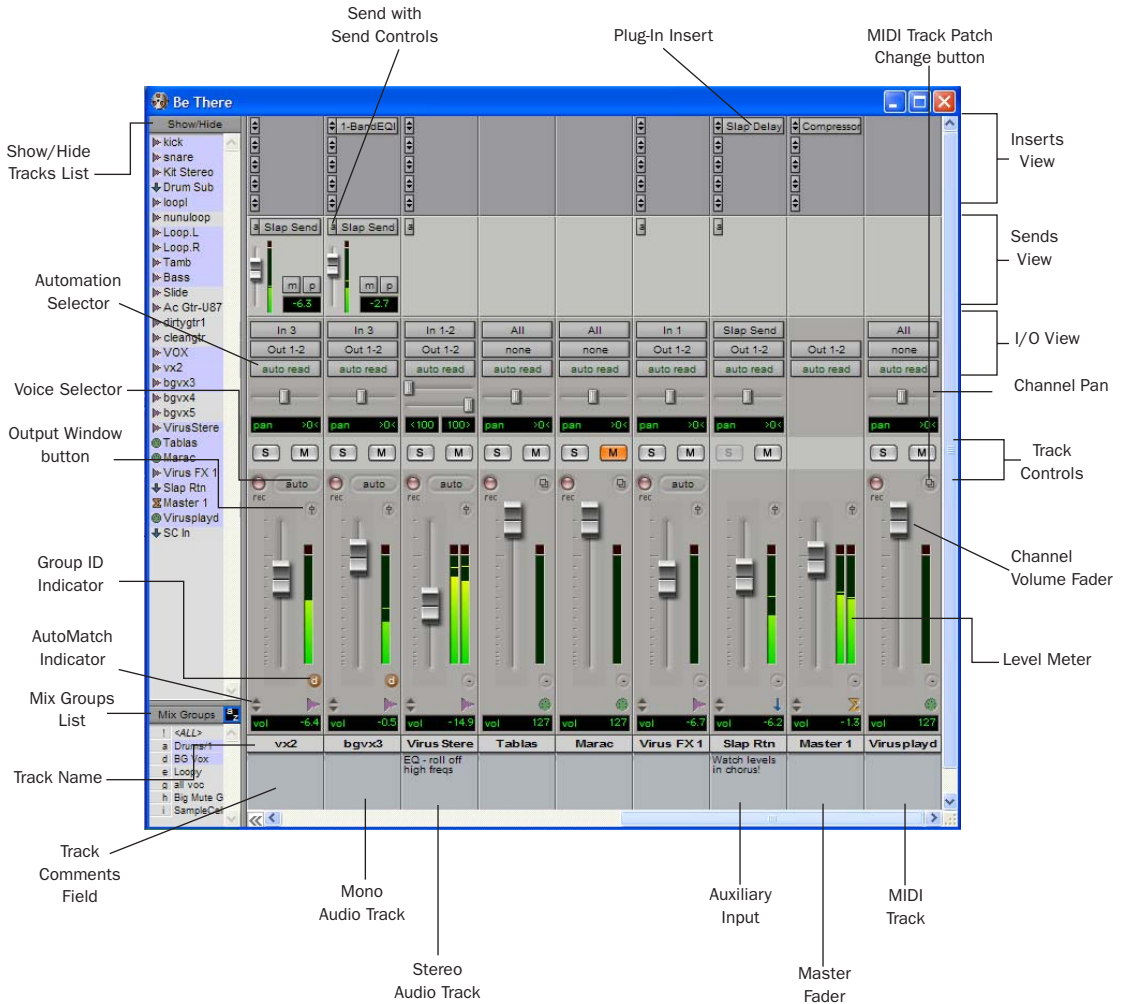 Send with
Send Controls
Plug-In Insert
MIDI Track Patch
Change button
Be There
Show/Hide
Show/Hide
Tracks List
kick
snare
Kit Stereo
Drum Sub
loopl
nunuloop
Loop.L
Loop.R
Tamb
Bass
Slide
Ac Gtr-U87
dirtygtr1
cleangtr
VOX
vx2
bgvx3
bgvx4
bgvx5
VirusStere
Tablas
Marac
Virus FX 1
Slap Rtn
Master 1
Virusplayd
SC In
1-BandEQI
Slap Delay
Compressor
Inserts
View
a Slap Send
a Slap Send
a
a
a
m p
m p
-6.3
-2.7
Sends
View
Automation
Selector
In 3
In 3
In 1-2
All
All
In 1
Slap Send
All
Out 1-2
Out 1-2
Out 1-2
none
none
Out 1-2
Out 1-2
Out 1-2
none
auto read
auto read
auto read
auto read
auto read
auto read
auto read
auto read
auto read
I/O View
Channel Pan
Voice Selector
pan >0<
pan >0<
<100 100>
pan >0<
pan >0<
pan >0<
pan >0<
pan >0<
Output Window
button
S M
S M
S M
S M
S M
S M
S M
M
S M
Track
Controls
rec auto
rec auto
rec auto
rec
rec
rec auto
rec
Group ID
Indicator
Channel
Volume Fader
AutoMatch
Indicator
d
d
Level Meter
Mix Groups
List
Mix Groups
a
z
vol -6.4
vol -0.5
vol -14.9
vol 127
vol 127
vol -6.7
vol -6.2
vol -1.3
vol 127
! <ALL>
a Drums/1
d BG Vox
e Loopy
g all voc
h Big Mute G
i SampleCel
Track Name
vx2
bgvx3
Virus Stere
Tablas
Marac
Virus FX 1
Slap Rtn
Master 1
Virusplayd
EQ - roll off
high freqs
Watch levels
in chorus!
Track
Comments
Field
Mono
Audio Track
Stereo
Audio Track
Auxiliary
Input
Master
Fader
MIDI
Track